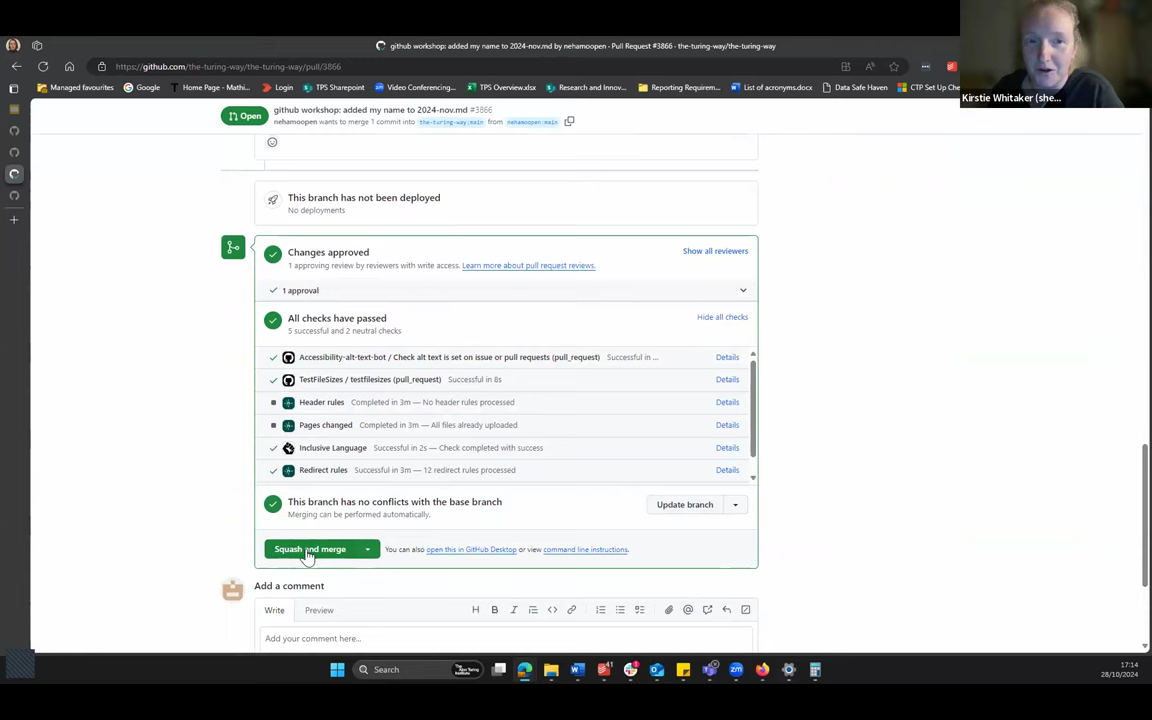 github workshop: added my name to 2024-nov.md by nehamoopen · Pull Request #3866 · the-turing-way/the-turing-way
https://github.com/the-turing-way/the-turing-way/pull/3866
Managed favourites
Google
Home Page - Mathi...
Login
TPS Sharepoint
Video Conferencing...
TPS Overview.xlsx
Research and Innov...
Reporting Requirem...
List of acronyms.docx
Data Safe Haven
CTP Set Up Che
Kirstie Whitaker (she...
Open
github workshop: added my name to 2024-nov.md #3866
nehamoopen wants to merge 1 commit into the-turing-way:main from nehamoopen:main
This branch has not been deployed
No deployments
Changes approved
Show all reviewers
1 approving review by reviewers with write access. Learn more about pull request reviews.
1 approval
All checks have passed
Hide all checks
5 successful and 2 neutral checks
Accessibility-alt-text-bot / Check alt text is set on issue or pull requests (pull_request) Successful in ... Details
TestFileSizes / testfilesizes (pull_request) Successful in 8s Details
Header rules Completed in 3m — No header rules processed Details
Pages changed Completed in 3m — All files already uploaded Details
Inclusive Language Successful in 2s — Check completed with success Details
Redirect rules Successful in 3m — 12 redirect rules processed Details
This branch has no conflicts with the base branch
Merging can be performed automatically.
Update branch
Squash and merge
You can also open this in GitHub Desktop or view command line instructions.
Add a comment
Write Preview
Add your comment here...
Search
17:14
28/10/2024